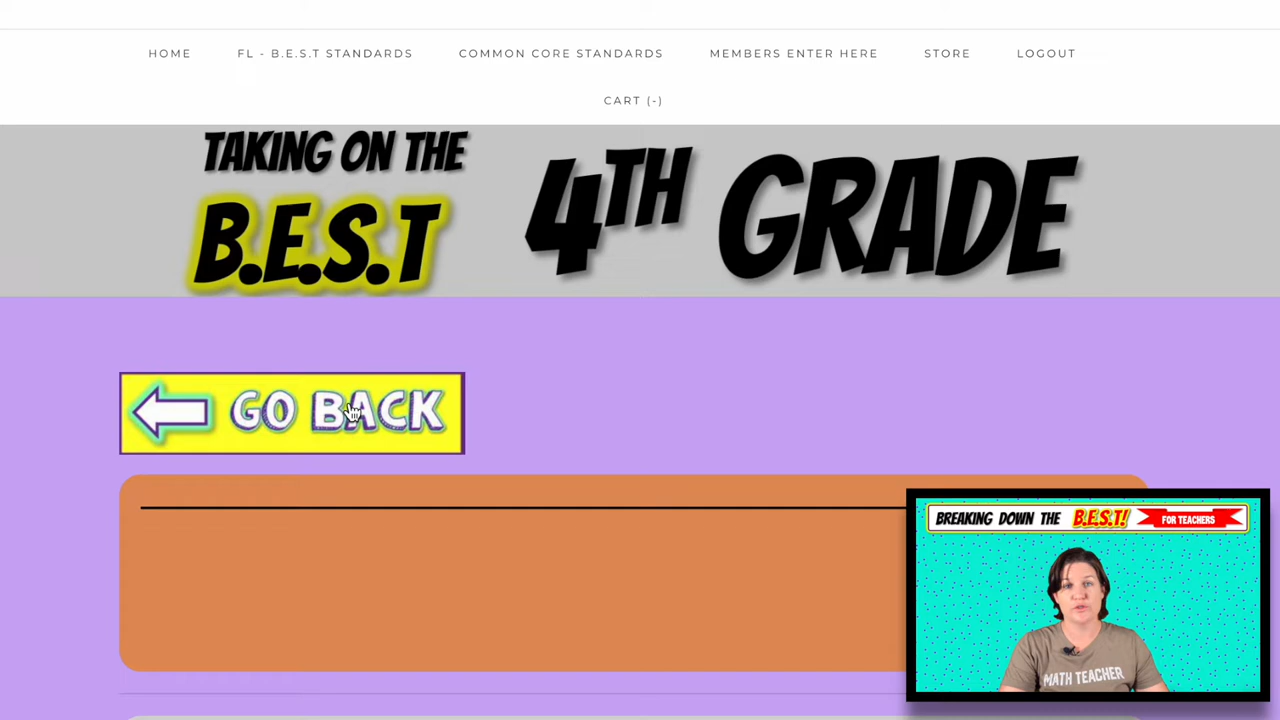 HOME FL - B.E.S.T STANDARDS COMMON CORE STANDARDS MEMBERS ENTER HERE STORE LOGOUT
CART (-)
TAKING ON THE
B.E.S.T
4TH GRADE
GO BACK
BREAKING DOWN THE B.E.S.T! FOR TEACHERS
MATH TEACHER